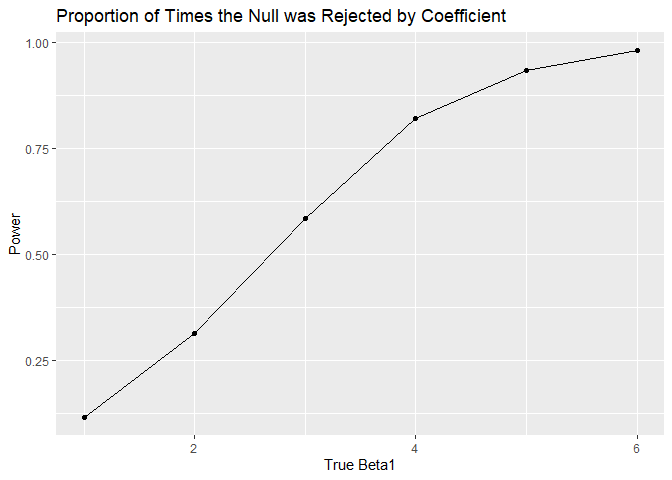 Proportion of Times the Null was Rejected by Coefficient
1.00
0.75
0.50
0.25
Power
2 4 6
True Beta1